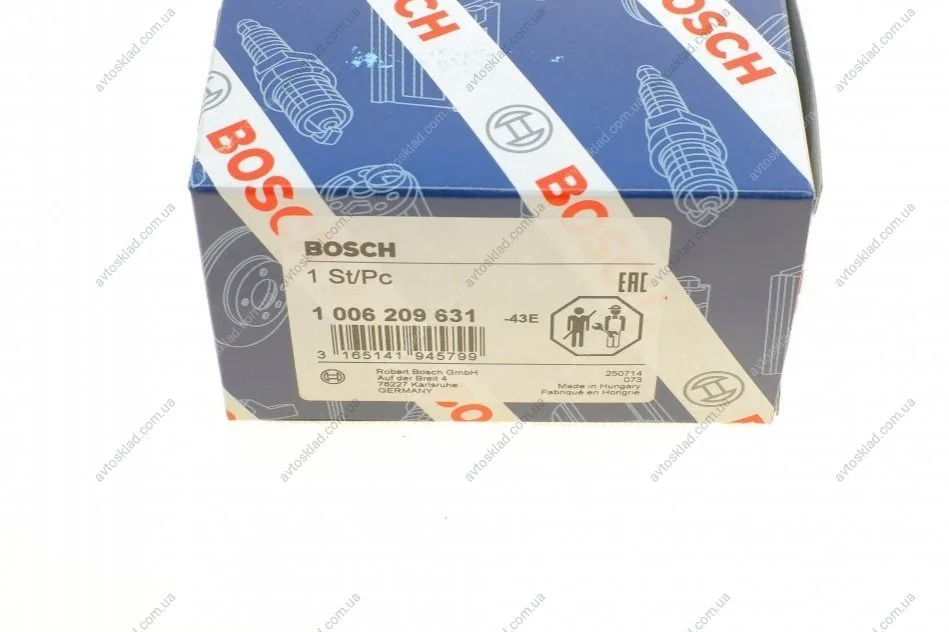 BOSCH
BOSCH
BOSCH
BO
BOSCH
1 St/Pc
EAC
1 006 209 631
-43E
3 165141 945799
Robert Bosch GmbH
Auf der Breit 4
76227 Karlsruhe
GERMANY
250714
073
Made in Hungary
Fabriqué en Hongrie
avtosklad.com.ua